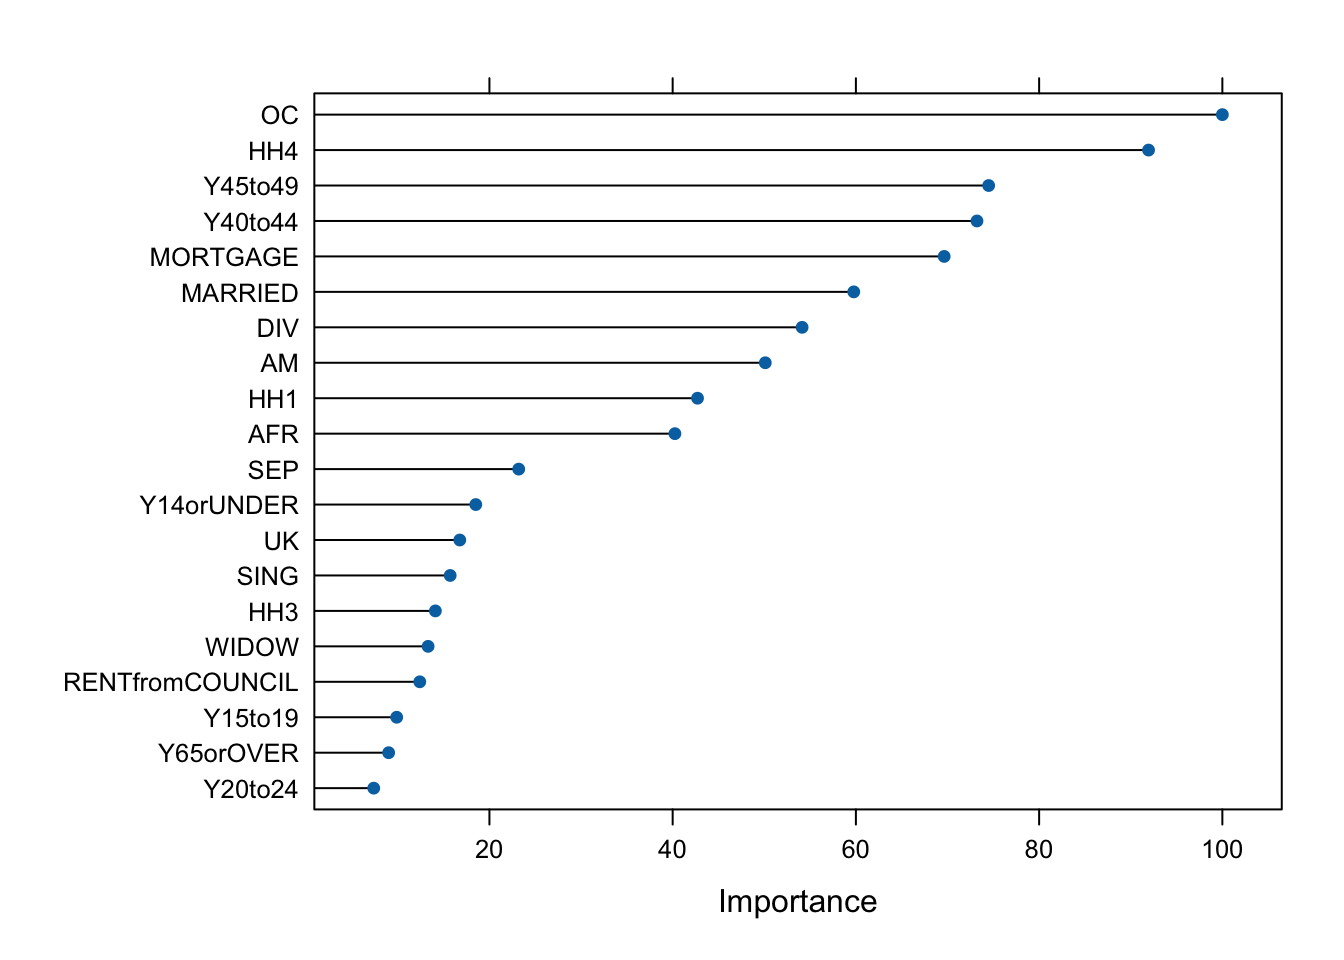 OC
HH4
Y45to49
Y40to44
MORTGAGE
MARRIED
DIV
AM
HH1
AFR
SEP
Y14orUNDER
UK
SING
HH3
WIDOW
RENTfromCOUNCIL
Y15to19
Y65orOVER
Y20to24
20 40 60 80 100
Importance